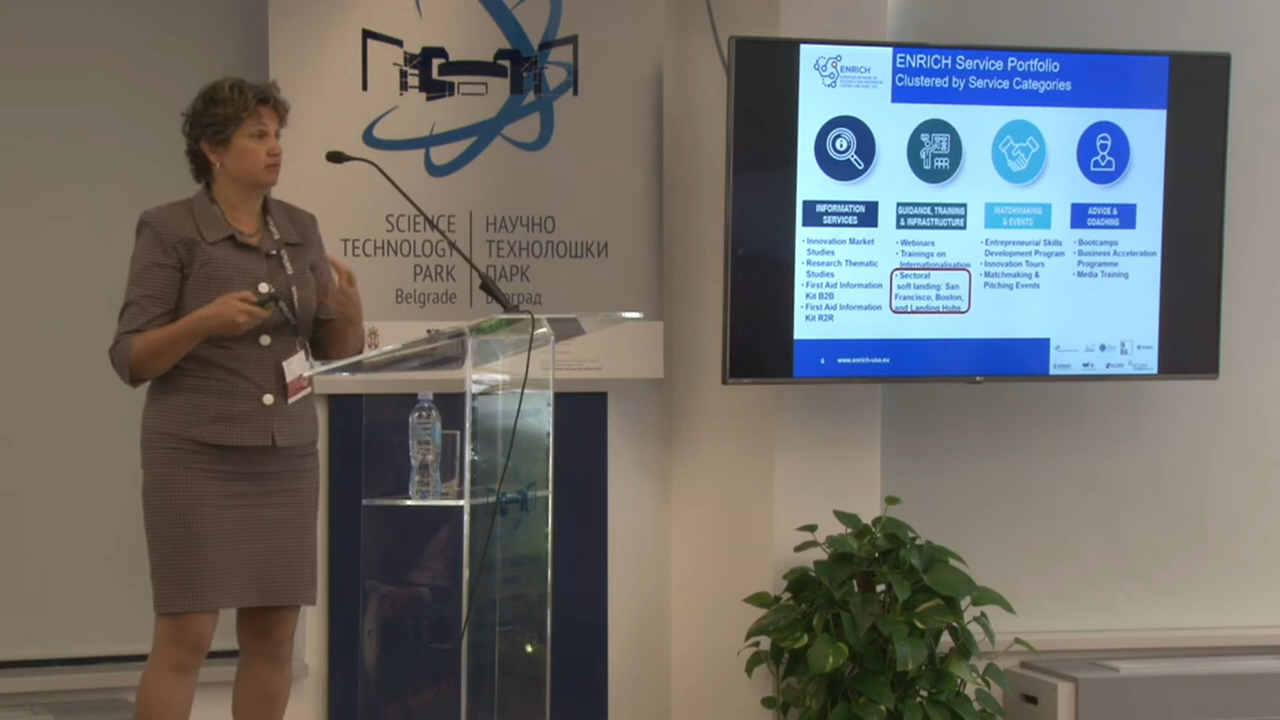 SCIENCE
TECHNOLOGY
PARK
Belgrade
НАУЧНО
ТЕХНОЛОШКИ
ПАРК
Београд
ENRICH
ENRICH Service Portfolio
Clustered by Service Categories
INFORMATION
SERVICES
• Innovation Market
Studies
• Research Thematic
Studies
• First Aid Information
Kit B2B
• First Aid Information
Kit R2R
GUIDANCE, TRAINING
& INFRASTRUCTURE
• Webinars
• Trainings on
Internationalisation
• Sectoral
soft landing: San
Francisco, Boston,
and Landing Hubs
MATCHMAKING
& EVENTS
• Entrepreneurial Skills
Development Program
• Innovation Tours
• Matchmaking &
Pitching Events
ADVICE &
COACHING
• Bootcamps
• Business Acceleration
Programme
• Media Training
6 www.enrich-usa.eu